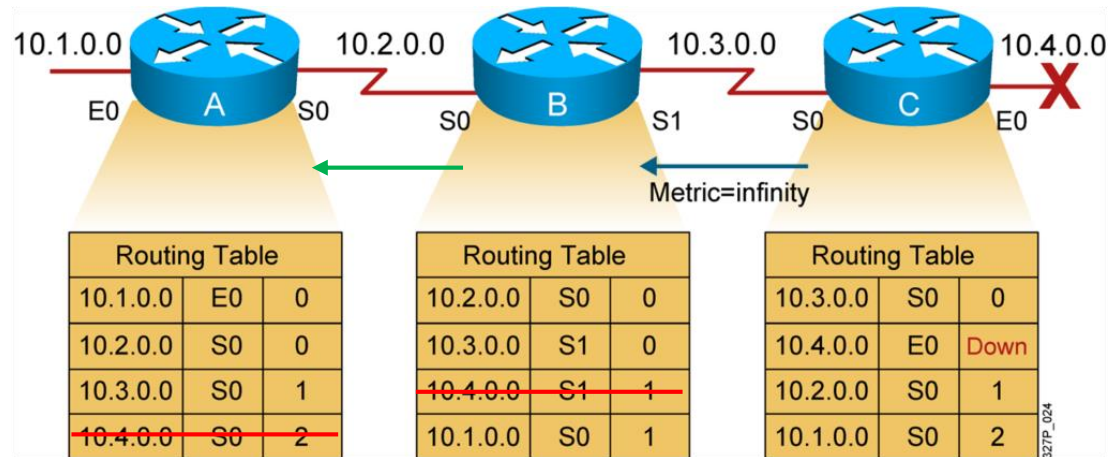 10.1.0.0 10.2.0.0 10.3.0.0 10.4.0.0
X
A B C
E0 S0 S0 S1 S0 E0
Metric=infinity
Routing Table
10.1.0.0 E0 0
10.2.0.0 S0 0
10.3.0.0 S0 1
10.4.0.0 S0 2
Routing Table
10.2.0.0 S0 0
10.3.0.0 S1 0
10.4.0.0 S1 1
10.1.0.0 S0 1
Routing Table
10.3.0.0 S0 0
10.4.0.0 E0 Down
10.2.0.0 S0 1
10.1.0.0 S0 2
327P_024